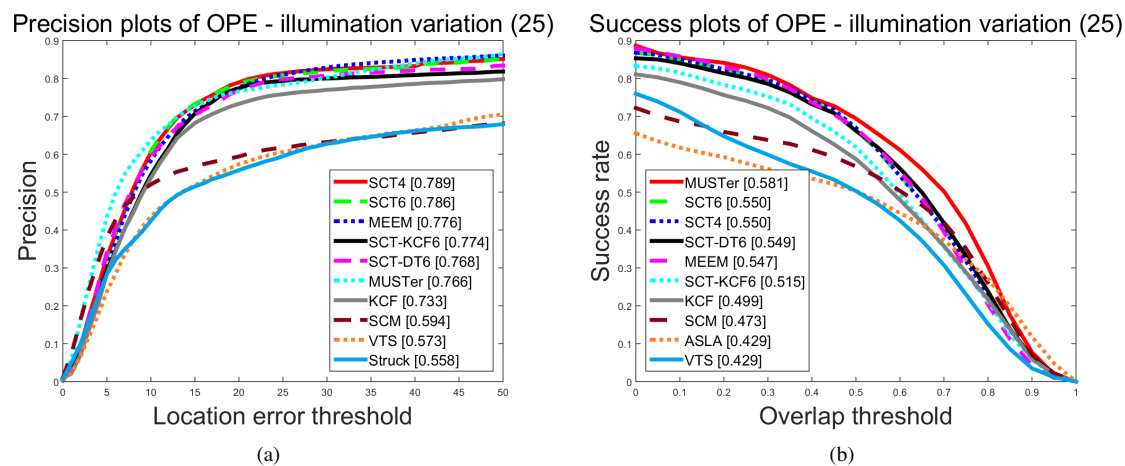 Precision plots of OPE - illumination variation (25)
0.9
0.8
0.7
0.6
0.5
0.4
0.3
0.2
0.1
0
Precision
SCT4 [0.789]
SCT6 [0.786]
MEEM [0.776]
SCT-KCF6 [0.774]
SCT-DT6 [0.768]
MUSTer [0.766]
KCF [0.733]
SCM [0.594]
VTS [0.573]
Struck [0.558]
0 5 10 15 20 25 30 35 40 45 50
Location error threshold
(a)
Success plots of OPE - illumination variation (25)
0.9
0.8
0.7
0.6
0.5
0.4
0.3
0.2
0.1
0
Success rate
MUSTer [0.581]
SCT6 [0.550]
SCT4 [0.550]
SCT-DT6 [0.549]
MEEM [0.547]
SCT-KCF6 [0.515]
KCF [0.499]
SCM [0.473]
ASLA [0.429]
VTS [0.429]
0 0.1 0.2 0.3 0.4 0.5 0.6 0.7 0.8 0.9 1
Overlap threshold
(b)